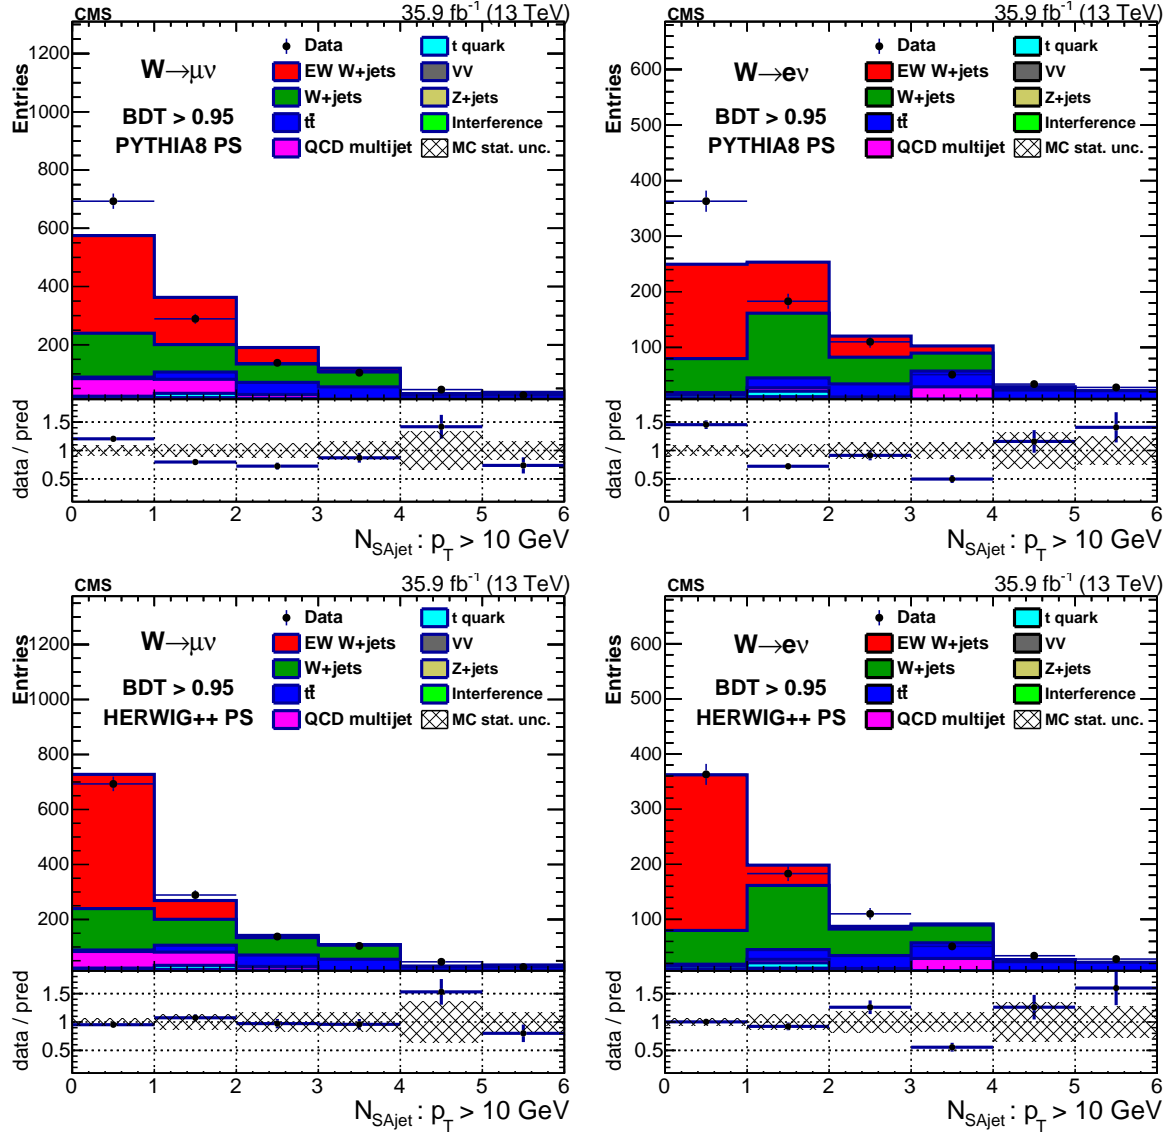 CMS 35.9 fb⁻¹ (13 TeV)
Entries
1200
1000
800
600
400
200
W→μν
BDT > 0.95
PYTHIA8 PS
Data
EW W+jets
W+jets
tt̄
QCD multijet
t quark
VV
Z+jets
Interference
MC stat. unc.
data / pred
1.5
1
0.5
0 1 2 3 4 5 6
N_SAjet : p_T > 10 GeV
CMS 35.9 fb⁻¹ (13 TeV)
Entries
600
500
400
300
200
100
W→eν
BDT > 0.95
PYTHIA8 PS
Data
EW W+jets
W+jets
tt̄
QCD multijet
t quark
VV
Z+jets
Interference
MC stat. unc.
data / pred
1.5
1
0.5
0 1 2 3 4 5 6
N_SAjet : p_T > 10 GeV
CMS 35.9 fb⁻¹ (13 TeV)
Entries
1200
1000
800
600
400
200
W→μν
BDT > 0.95
HERWIG++ PS
Data
EW W+jets
W+jets
tt̄
QCD multijet
t quark
VV
Z+jets
Interference
MC stat. unc.
data / pred
1.5
1
0.5
0 1 2 3 4 5 6
N_SAjet : p_T > 10 GeV
CMS 35.9 fb⁻¹ (13 TeV)
Entries
600
500
400
300
200
100
W→eν
BDT > 0.95
HERWIG++ PS
Data
EW W+jets
W+jets
tt̄
QCD multijet
t quark
VV
Z+jets
Interference
MC stat. unc.
data / pred
1.5
1
0.5
0 1 2 3 4 5 6
N_SAjet : p_T > 10 GeV